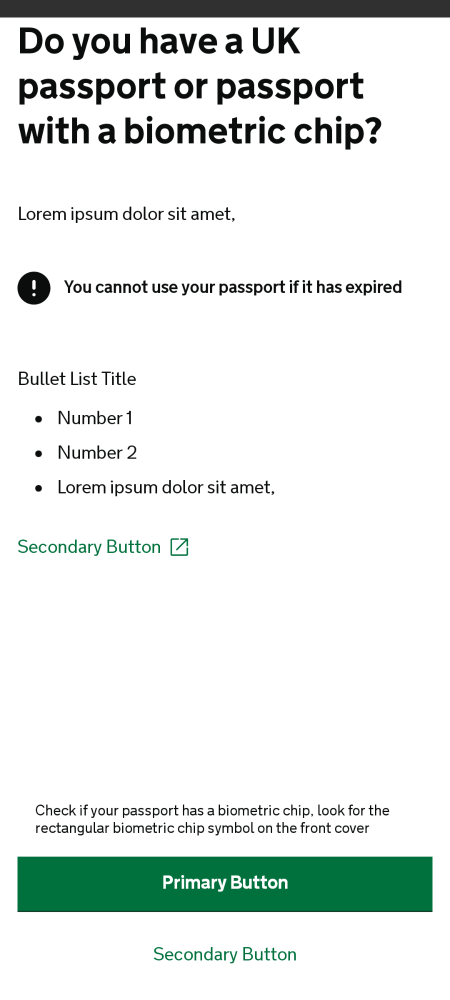 Do you have a UK
passport or passport
with a biometric chip?
Lorem ipsum dolor sit amet,
You cannot use your passport if it has expired
Bullet List Title
• Number 1
• Number 2
• Lorem ipsum dolor sit amet,
Secondary Button
Check if your passport has a biometric chip, look for the
rectangular biometric chip symbol on the front cover
Primary Button
Secondary Button